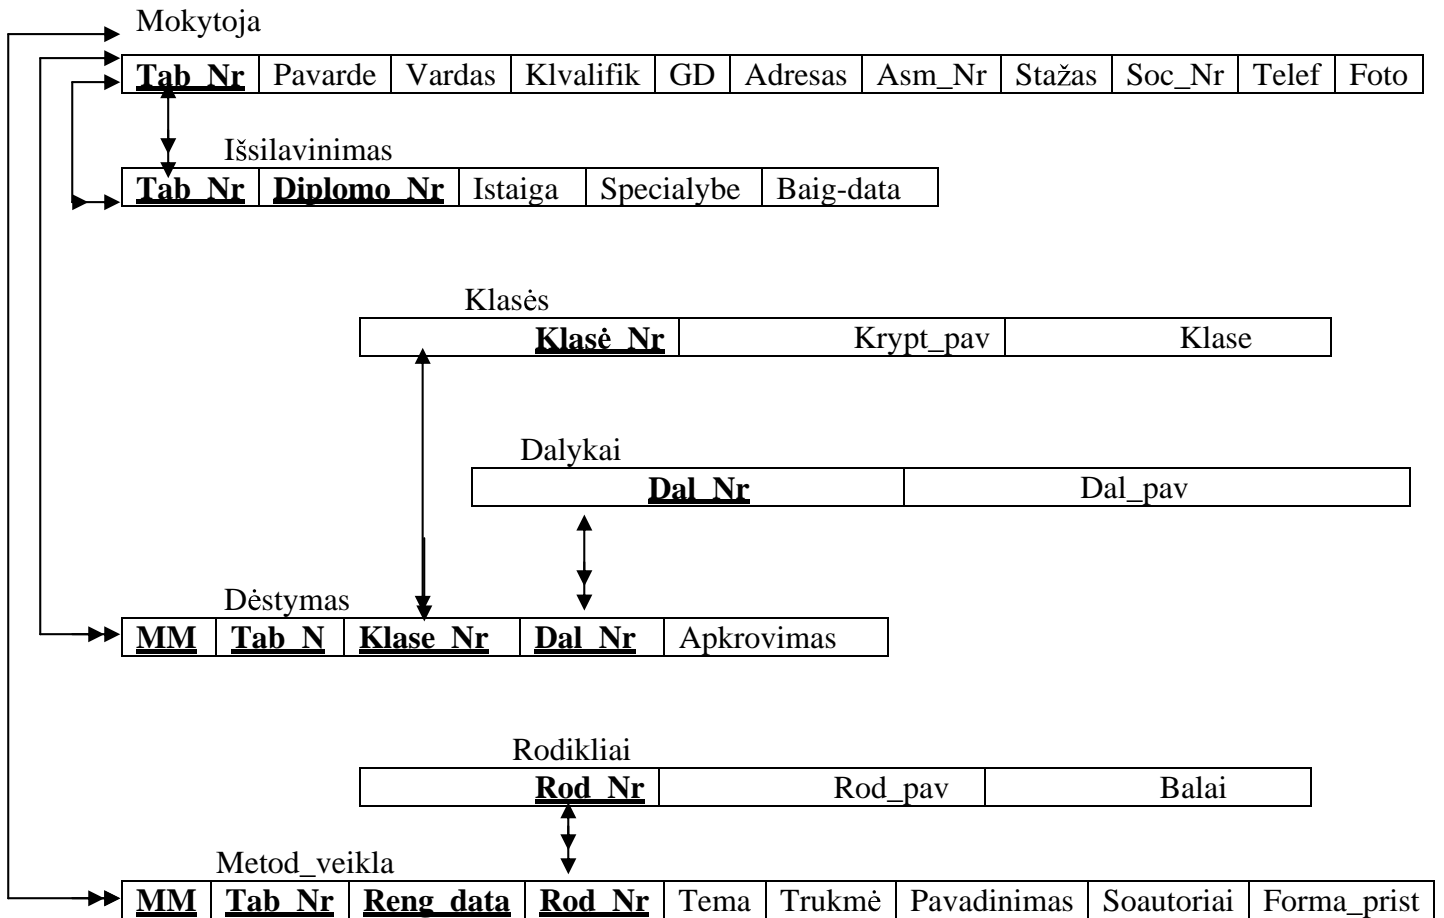 Mokytoja
Tab_Nr Pavarde Vardas Klvalifik GD Adresas Asm_Nr Stažas Soc_Nr Telef Foto
Išsilavinimas
Tab_Nr Diplomo_Nr Istaiga Specialybe Baig-data
Klasės
Klasė_Nr Krypt_pav Klase
Dalykai
Dal_Nr Dal_pav
Dėstymas
MM Tab_N Klase_Nr Dal_Nr Apkrovimas
Rodikliai
Rod_Nr Rod_pav Balai
Metod_veikla
MM Tab_Nr Reng_data Rod_Nr Tema Trukmė Pavadinimas Soautoriai Forma_prist